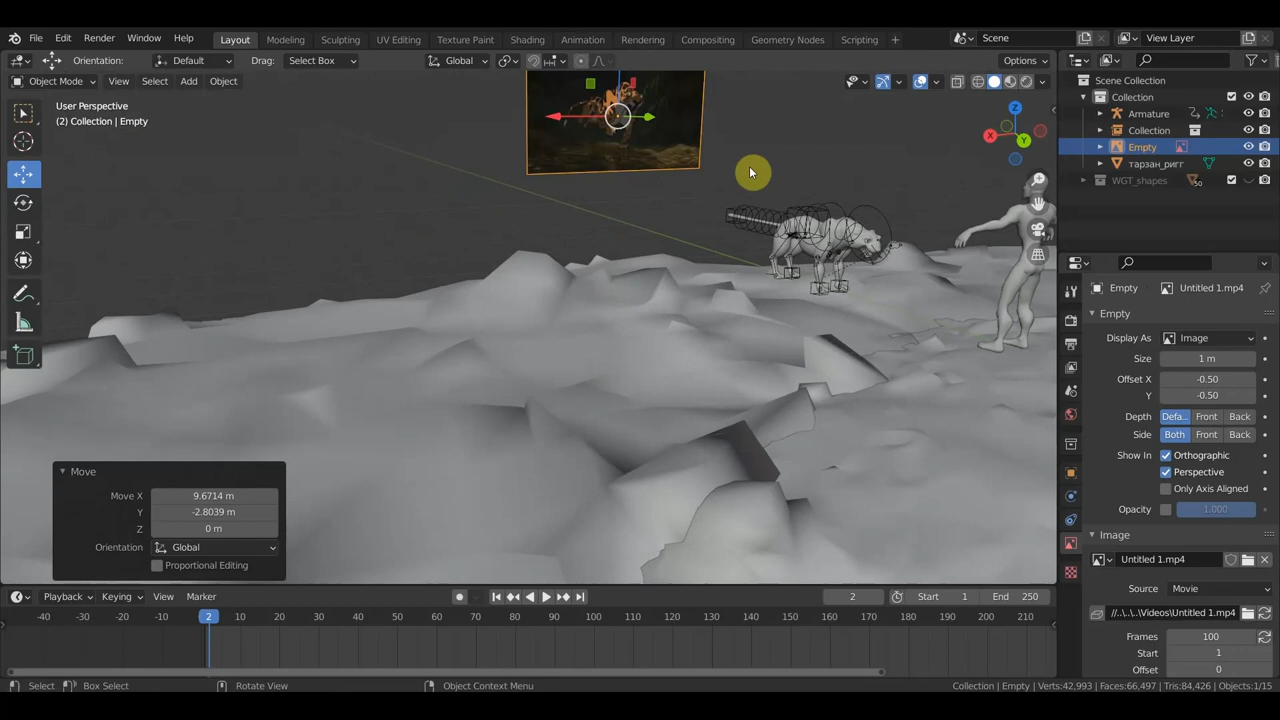 File Edit Render Window Help Layout Modeling Sculpting UV Editing Texture Paint Shading Animation Rendering Compositing Geometry Nodes Scripting + Scene View Layer
Orientation: Default Drag: Select Box Global Options
Object Mode View Select Add Object
User Perspective
(2) Collection | Empty
Z
X
Y
Scene Collection
Collection
Armature
Collection
Empty
тарзан_ригг
WGT_shapes 50
Empty Untitled 1.mp4
Empty
Display As Image
Size 1 m
Offset X -0.50
Y -0.50
Depth Defa... Front Back
Side Both Front Back
Show In Orthographic
Perspective
Only Axis Aligned
Opacity 1.000
Image
Untitled 1.mp4
Source Movie
//..\..\..\Videos\Untitled 1.mp4
Frames 100
Start 1
Offset 0
Move
Move X 9.6714 m
Y -2.8039 m
Z 0 m
Orientation Global
Proportional Editing
Playback Keying View Marker 2 Start 1 End 250
-40 -30 -20 -10 2 10 20 30 40 50 60 70 80 90 100 110 120 130 140 150 160 170 180 190 200 210
Select Box Select Rotate View Object Context Menu Collection | Empty | Verts:42,993 | Faces:66,497 | Tris:84,426 | Objects:1/15